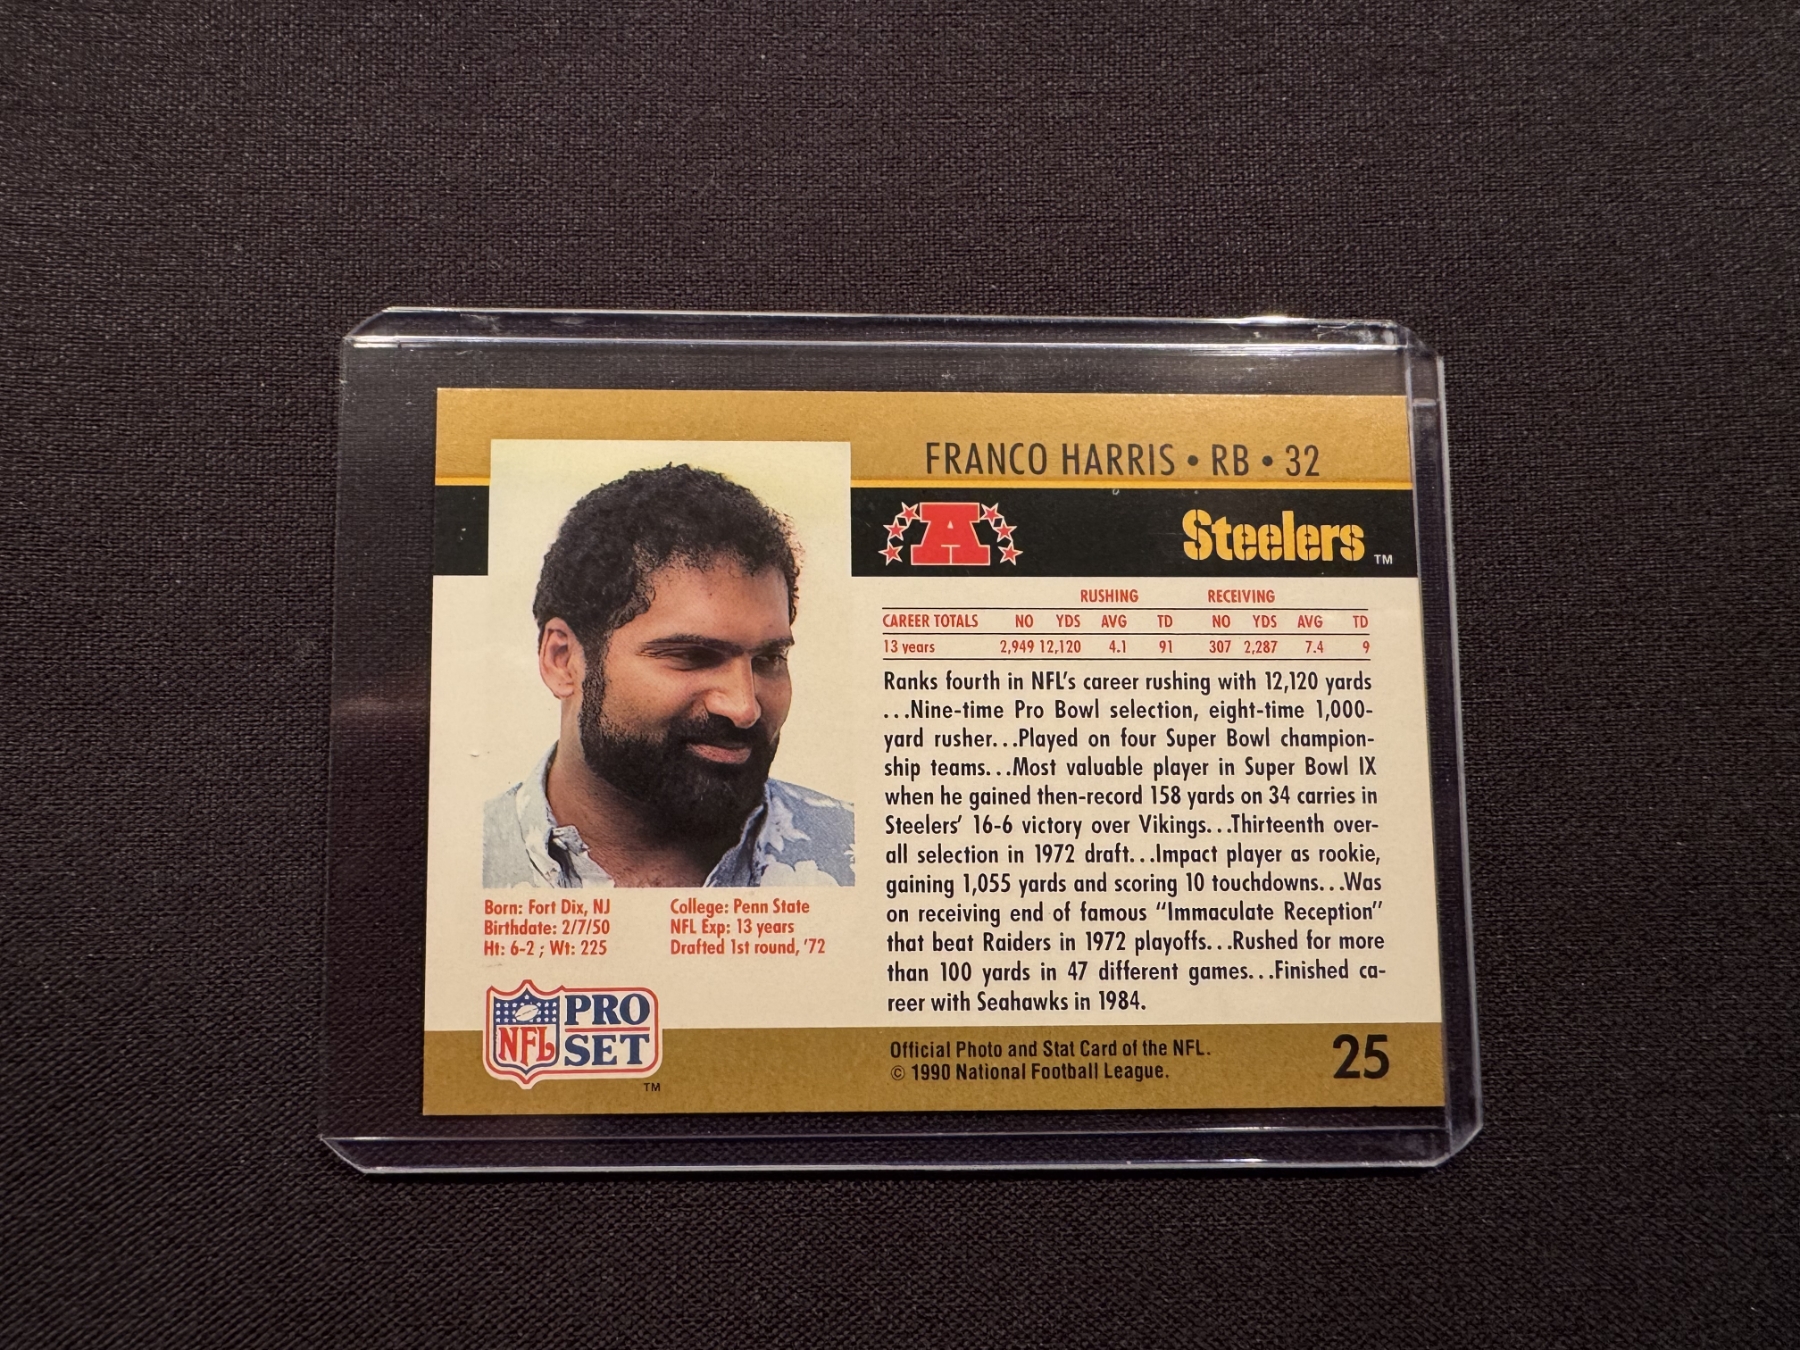 FRANCO HARRIS • RB • 32
A
Steelers TM
RUSHING RECEIVING
CAREER TOTALS NO YDS AVG TD NO YDS AVG TD
13 years 2,949 12,120 4.1 91 307 2,287 7.4 9
Ranks fourth in NFL's career rushing with 12,120 yards
...Nine-time Pro Bowl selection, eight-time 1,000-
yard rusher...Played on four Super Bowl champion-
ship teams...Most valuable player in Super Bowl IX
when he gained then-record 158 yards on 34 carries in
Steelers' 16-6 victory over Vikings...Thirteenth over-
all selection in 1972 draft...Impact player as rookie,
gaining 1,055 yards and scoring 10 touchdowns...Was
on receiving end of famous "Immaculate Reception"
that beat Raiders in 1972 playoffs...Rushed for more
than 100 yards in 47 different games...Finished ca-
reer with Seahawks in 1984.
Born: Fort Dix, NJ
Birthdate: 2/7/50
Ht: 6-2 ; Wt: 225
College: Penn State
NFL Exp: 13 years
Drafted 1st round, '72
NFL
PRO
SET
TM
Official Photo and Stat Card of the NFL.
© 1990 National Football League.
25